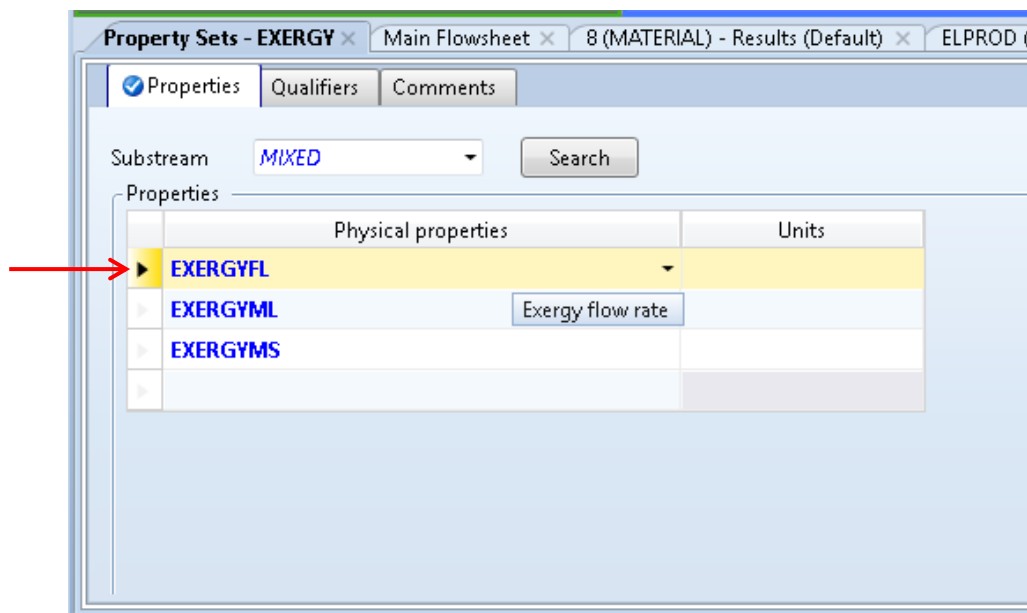 Property Sets - EXERGY × Main Flowsheet × 8 (MATERIAL) - Results (Default) × ELPROD (
Properties Qualifiers Comments
Substream MIXED Search
Properties
Physical properties Units
EXERGYFL
EXERGYML Exergy flow rate
EXERGYMS